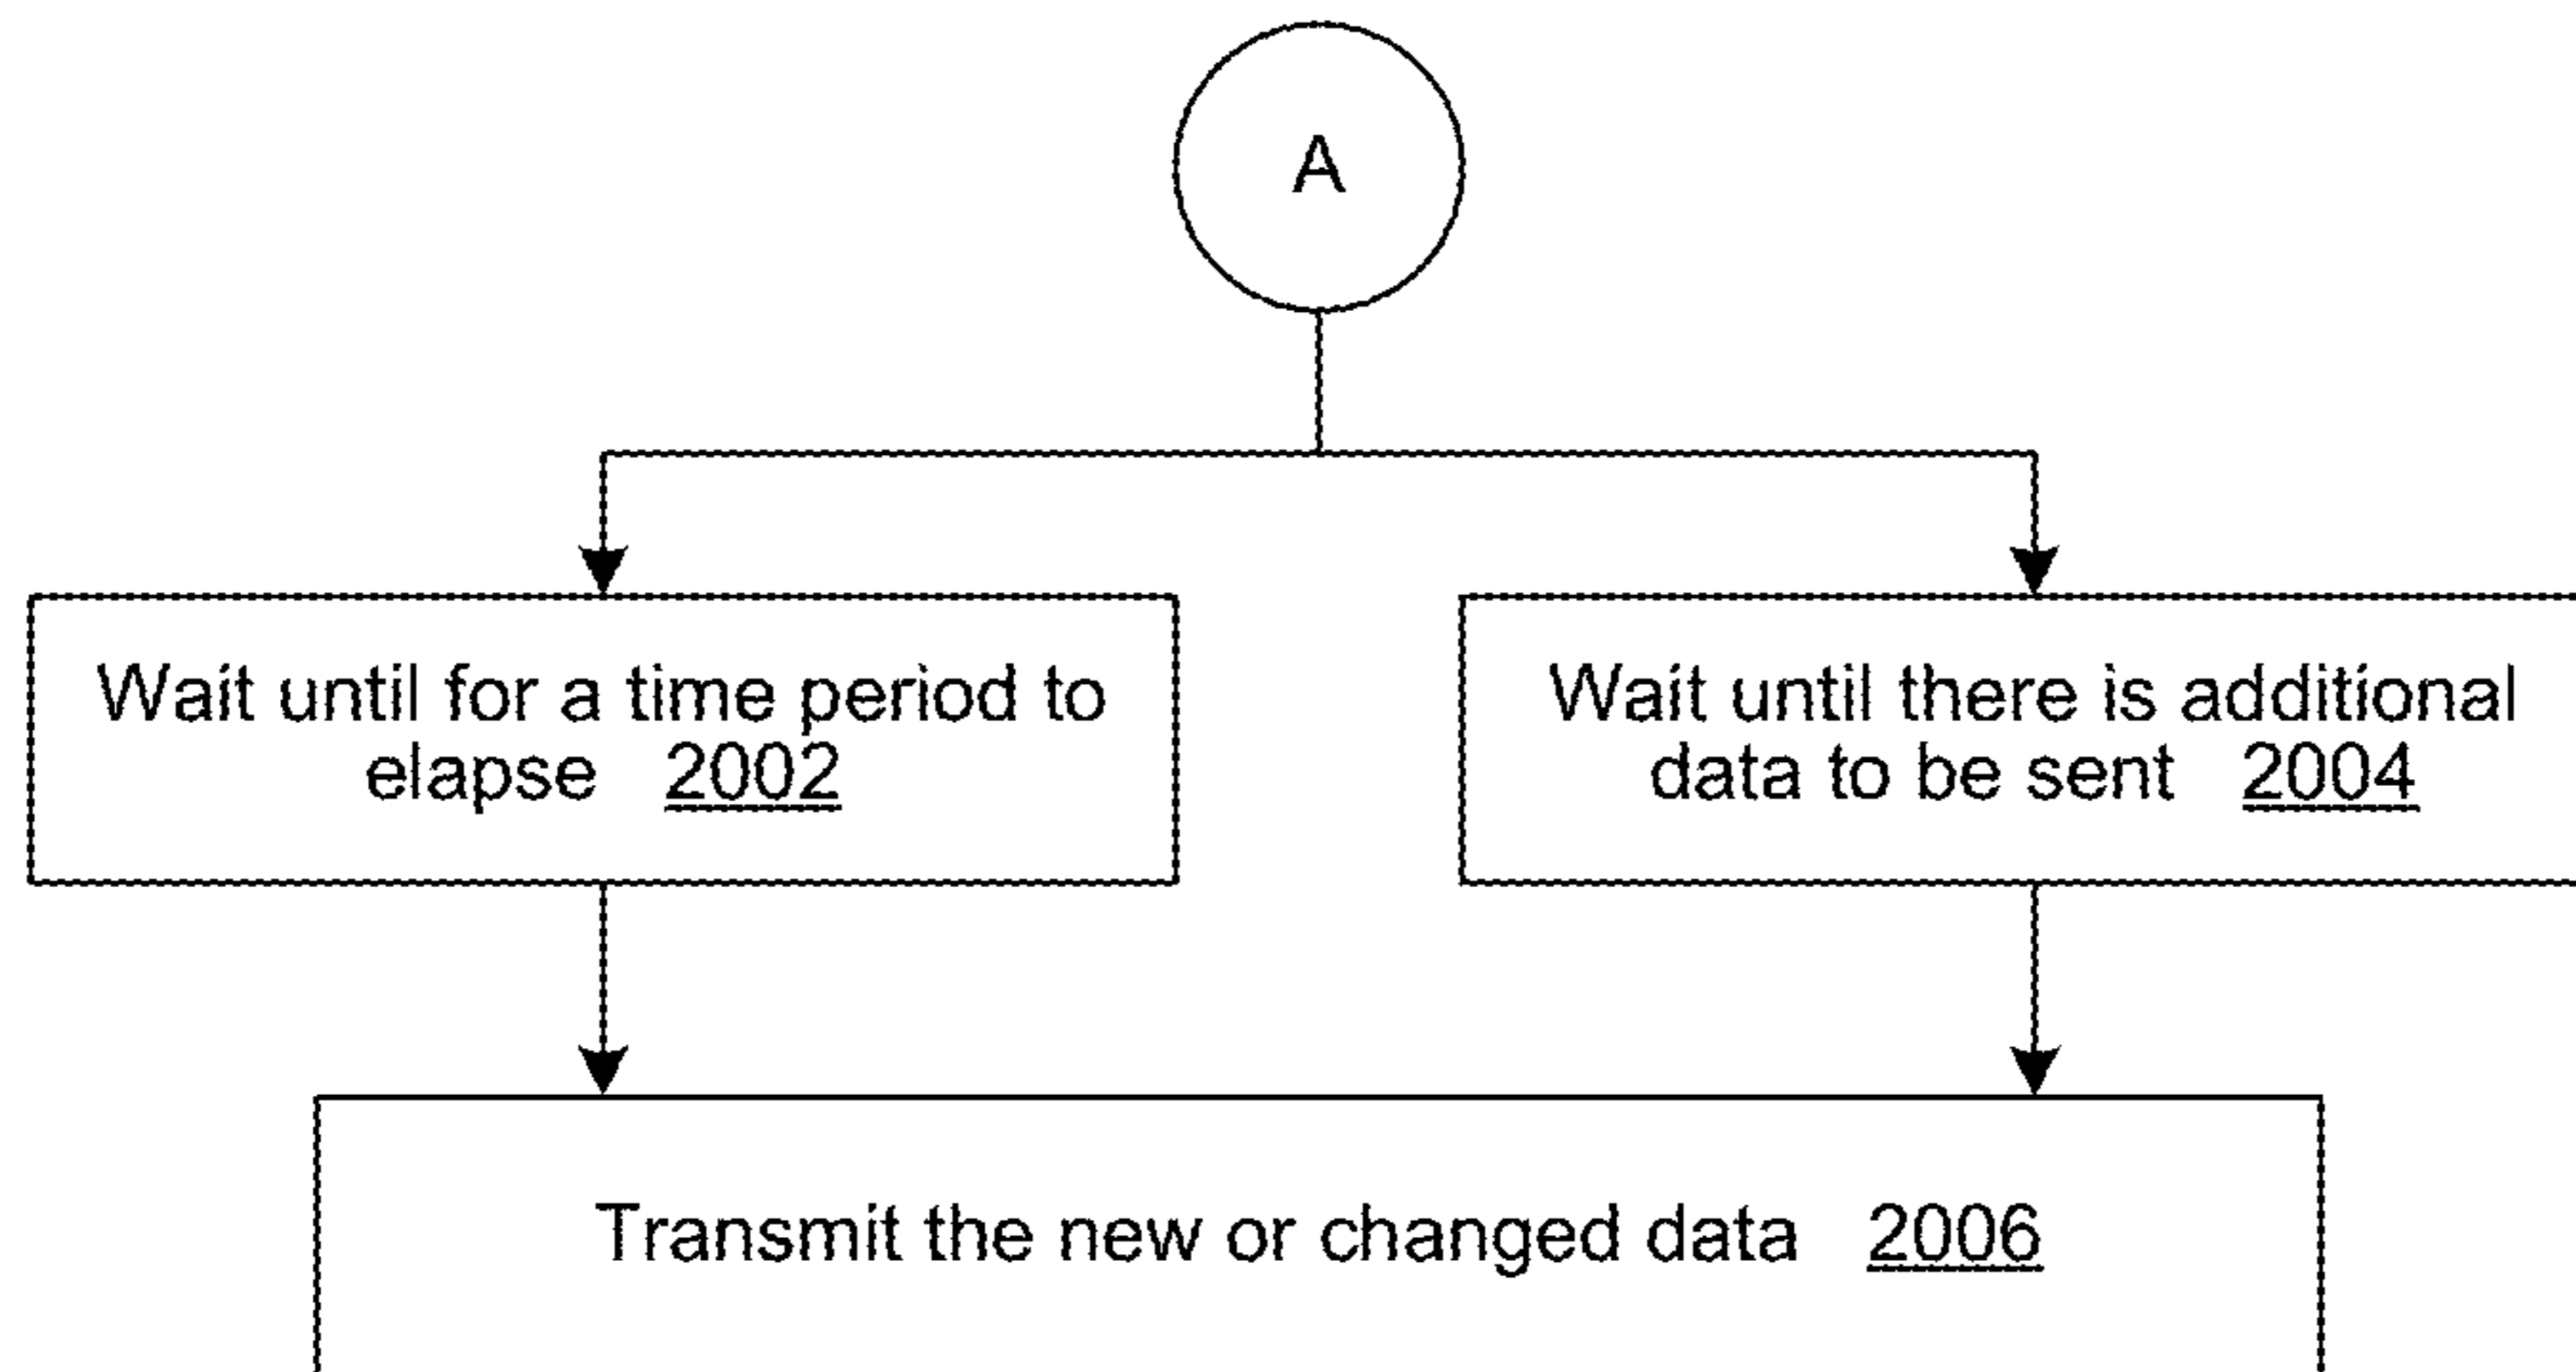 A
Wait until for a time period to
elapse 2002
Wait until there is additional
data to be sent 2004
Transmit the new or changed data 2006